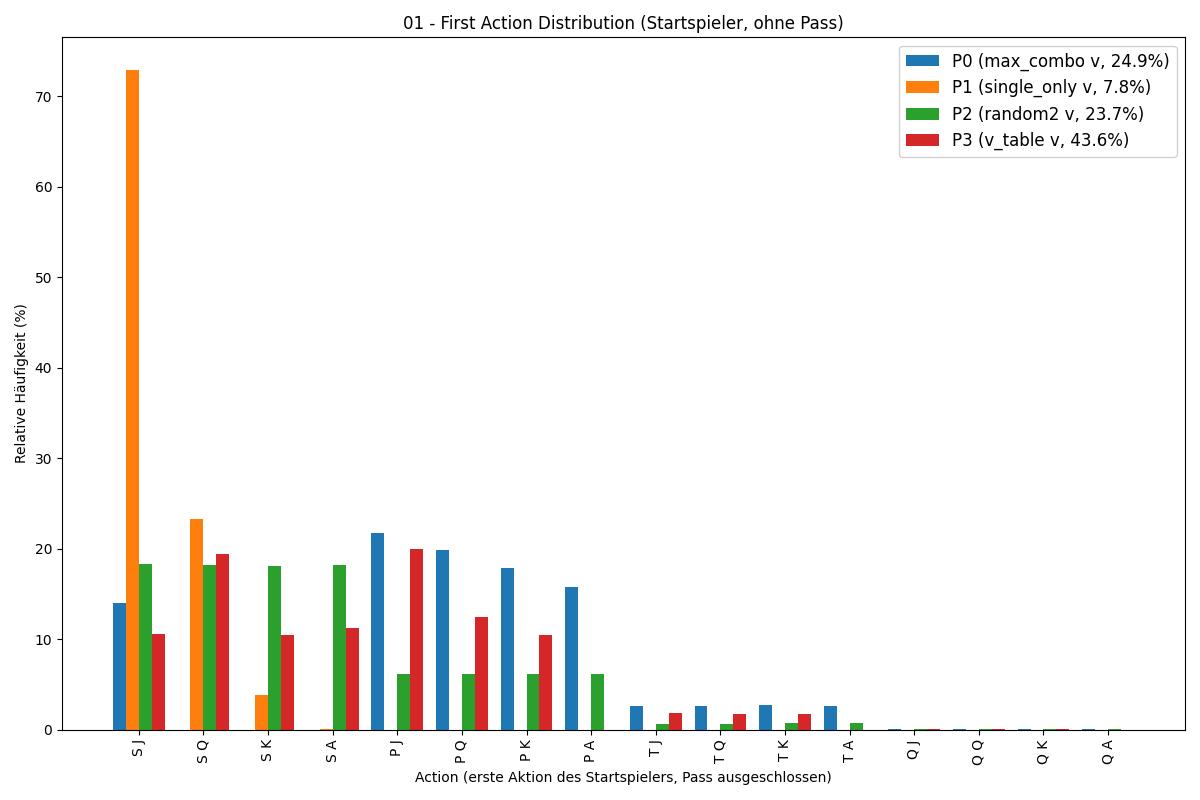 01 - First Action Distribution (Startspieler, ohne Pass)
P0 (max_combo v, 24.9%)
P1 (single_only v, 7.8%)
P2 (random2 v, 23.7%)
P3 (v_table v, 43.6%)
Relative Häufigkeit (%)
70
60
50
40
30
20
10
0
S J
S Q
S K
S A
P J
P Q
P K
P A
T J
T Q
T K
T A
Q J
Q Q
Q K
Q A
Action (erste Aktion des Startspielers, Pass ausgeschlossen)